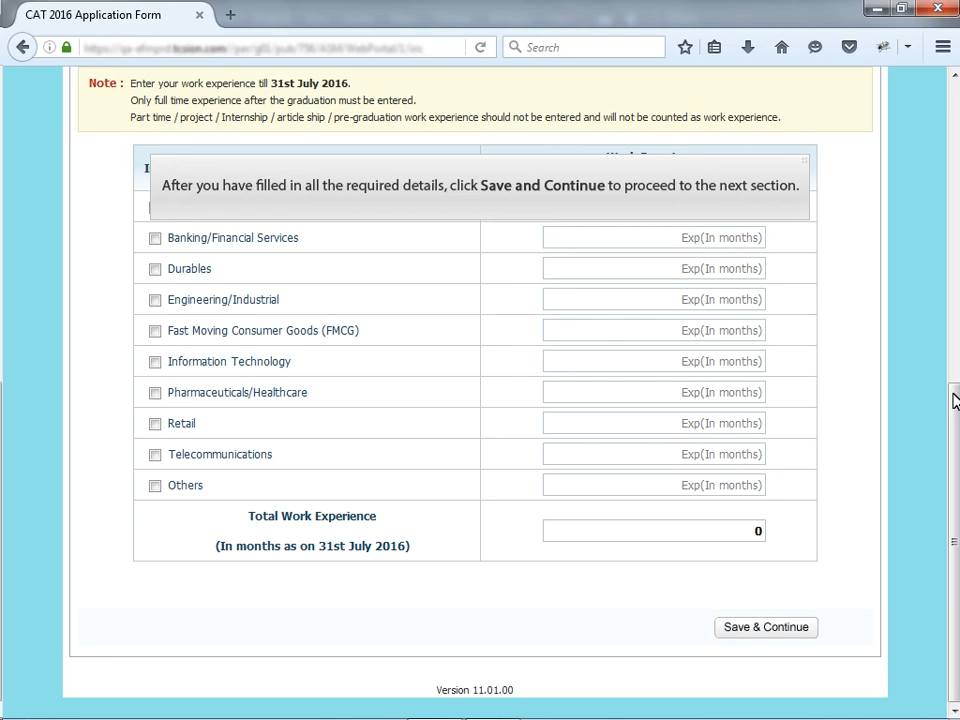 CAT 2016 Application Form
Search
Note : Enter your work experience till 31st July 2016.
Only full time experience after the graduation must be entered.
Part time / project / Internship / article ship / pre-graduation work experience should not be entered and will not be counted as work experience.
After you have filled in all the required details, click Save and Continue to proceed to the next section.
Banking/Financial Services Exp(In months)
Durables Exp(In months)
Engineering/Industrial Exp(In months)
Fast Moving Consumer Goods (FMCG) Exp(In months)
Information Technology Exp(In months)
Pharmaceuticals/Healthcare Exp(In months)
Retail Exp(In months)
Telecommunications Exp(In months)
Others Exp(In months)
Total Work Experience
0
(In months as on 31st July 2016)
Save & Continue
Version 11.01.00